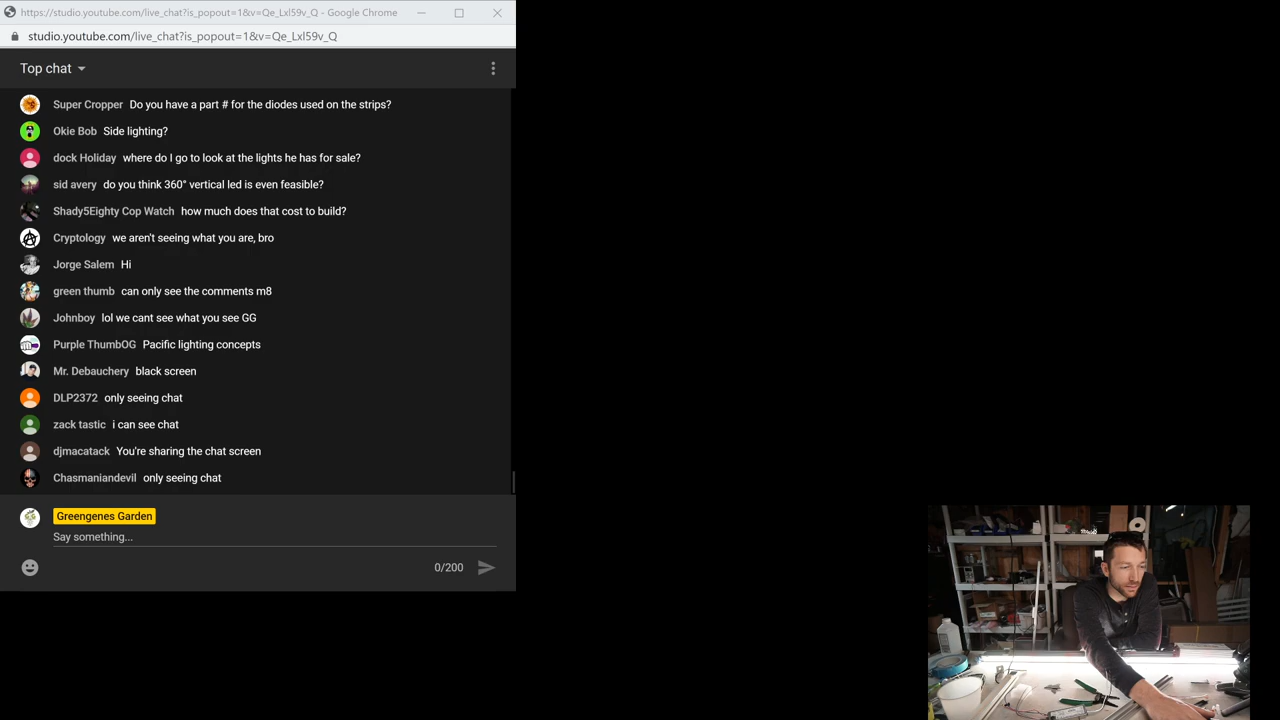 https://studio.youtube.com/live_chat?is_popout=1&v=Qe_Lxl59v_Q - Google Chrome
studio.youtube.com/live_chat?is_popout=1&v=Qe_Lxl59v_Q
Top chat
Super Cropper Do you have a part # for the diodes used on the strips?
Okie Bob Side lighting?
dock Holiday where do I go to look at the lights he has for sale?
sid avery do you think 360° vertical led is even feasible?
Shady5Eighty Cop Watch how much does that cost to build?
Cryptology we aren't seeing what you are, bro
Jorge Salem Hi
green thumb can only see the comments m8
Johnboy lol we cant see what you see GG
Purple ThumbOG Pacific lighting concepts
Mr. Debauchery black screen
DLP2372 only seeing chat
zack tastic i can see chat
djmacatack You're sharing the chat screen
Chasmaniandevil only seeing chat
Greengenes Garden
Say something...
0/200